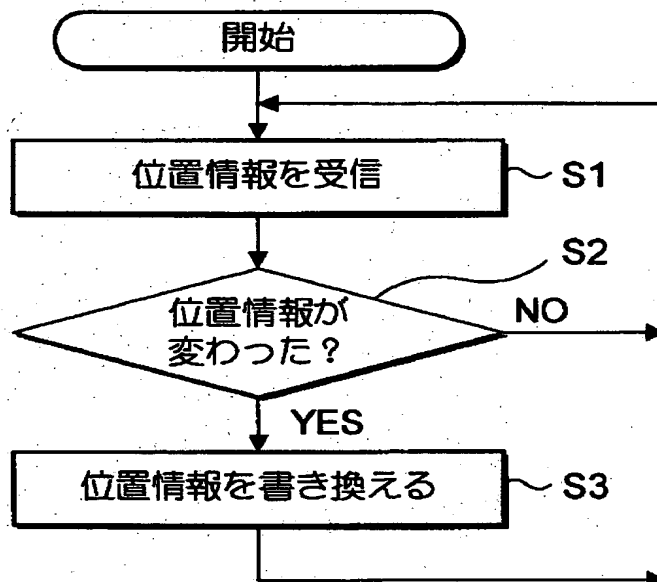 開始
位置情報を受信
S1
S2
位置情報が
変わった？
NO
YES
位置情報を書き換える
S3